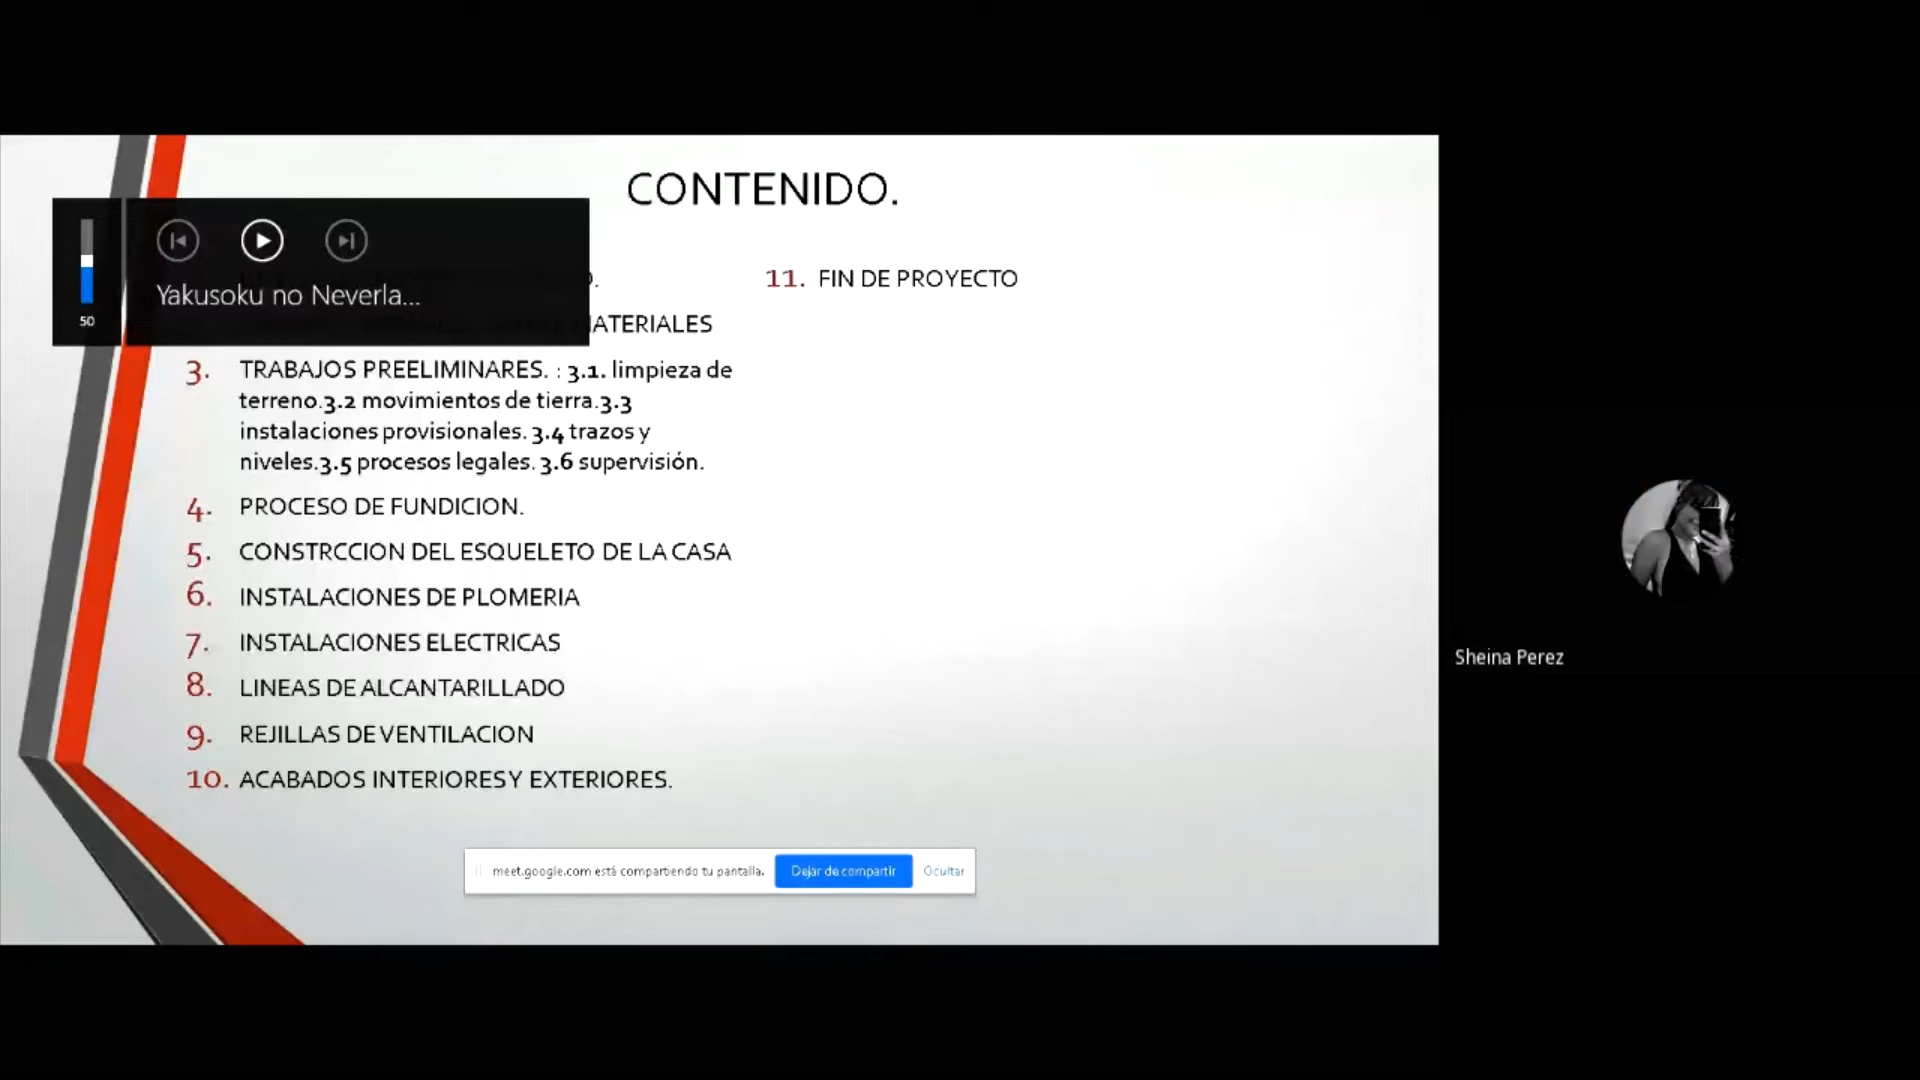 CONTENIDO.
50
Yakusoku no Neverla...
MATERIALES
3. TRABAJOS PREELIMINARES. : 3.1. limpieza de
terreno.3.2 movimientos de tierra.3.3
instalaciones provisionales. 3.4 trazos y
niveles.3.5 procesos legales. 3.6 supervisión.
4. PROCESO DE FUNDICION.
5. CONSTRCCION DEL ESQUELETO DE LA CASA
6. INSTALACIONES DE PLOMERIA
7. INSTALACIONES ELECTRICAS
8. LINEAS DE ALCANTARILLADO
9. REJILLAS DE VENTILACION
10. ACABADOS INTERIORES Y EXTERIORES.
11. FIN DE PROYECTO
meet.google.com está compartiendo tu pantalla. Dejar de compartir Ocultar
Sheina Perez